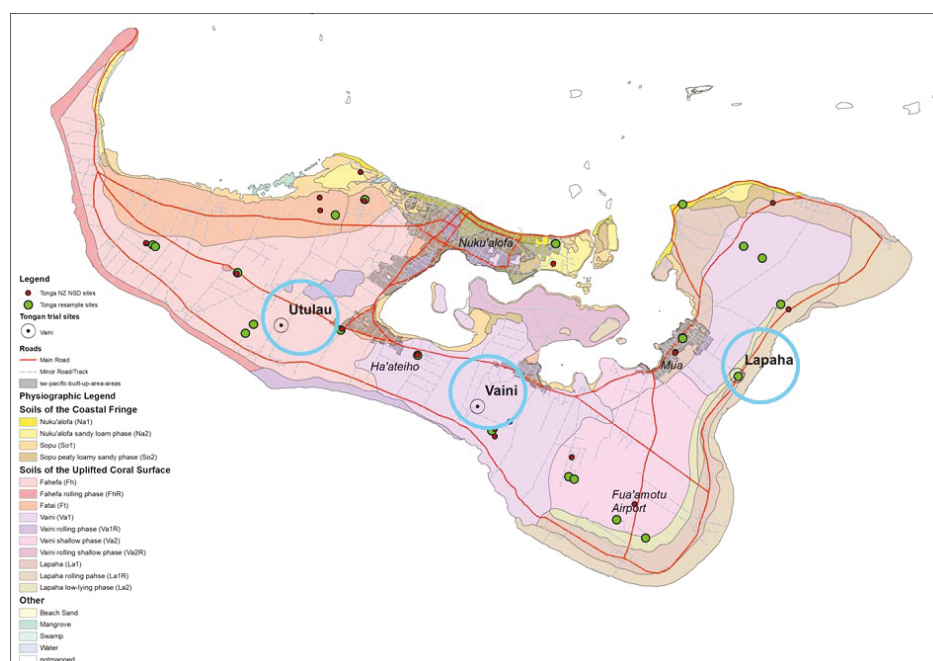 Nuku'alofa
Utulau
Ha'ateiho
Vaini
Mua
Lapaha
Fua'amotu
Airport
Legend
Tonga NZ NSD sites
Tonga resample sites
Tongan trial sites
Vaini
Roads
Main Road
Minor Road/Track
sw-pacific-built-up-area-areas
Physiographic Legend
Soils of the Coastal Fringe
Nuku'alofa (Na1)
Nuku'alofa sandy loam phase (Na2)
Sopu (So1)
Sopu peaty loamy sandy phase (So2)
Soils of the Uplifted Coral Surface
Fahefa (Fh)
Fahefa rolling phase (FhR)
Fatai (Ft)
Vaini (Va1)
Vaini rolling phase (Va1R)
Vaini shallow phase (Va2)
Vaini rolling shallow phase (Va2R)
Lapaha (La1)
Lapaha rolling pahse (La1R)
Lapaha low-lying phase (La2)
Other
Beach Sand
Mangrove
Swamp
Water
notmapped